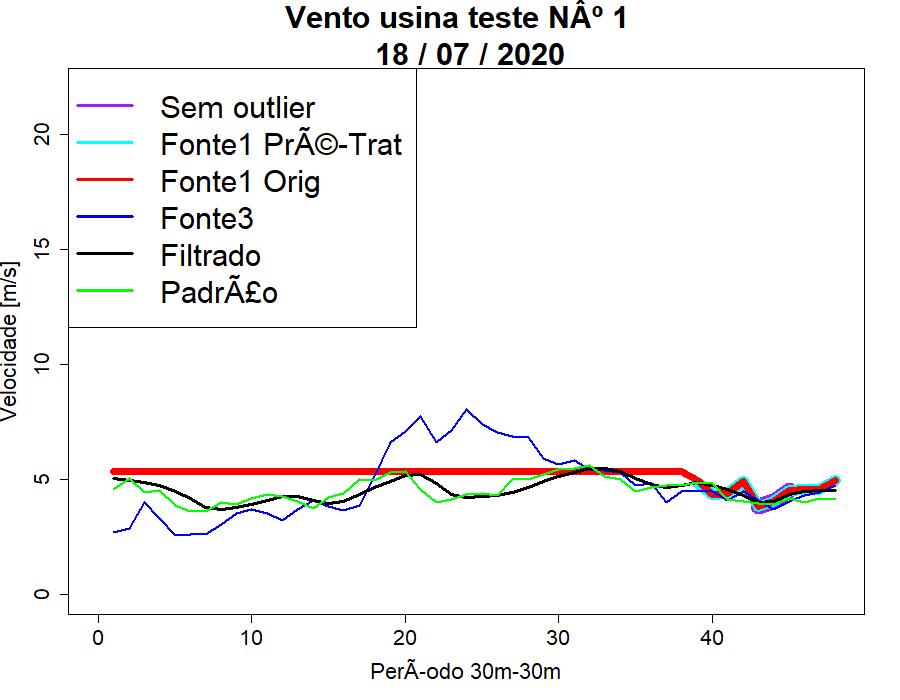 Vento usina teste NÂº 1
18 / 07 / 2020
Sem outlier
Fonte1 PrÃ©-Trat
Fonte1 Orig
Fonte3
Filtrado
PadrÃ£o
Velocidade [m/s]
20
15
10
5
0
0 10 20 30 40
PerÃ-odo 30m-30m